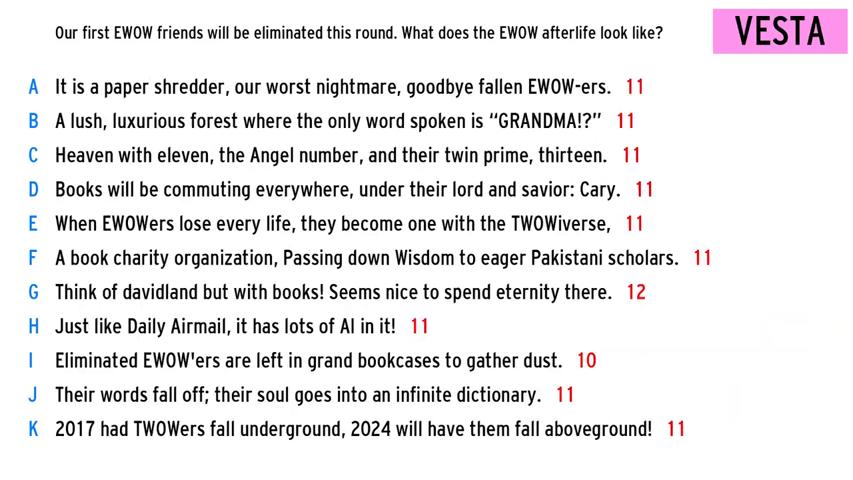 Our first EWOW friends will be eliminated this round. What does the EWOW afterlife look like?
VESTA
A It is a paper shredder, our worst nightmare, goodbye fallen EWOW-ers. 11
B A lush, luxurious forest where the only word spoken is “GRANDMA!?” 11
C Heaven with eleven, the Angel number, and their twin prime, thirteen. 11
D Books will be commuting everywhere, under their lord and savior: Cary. 11
E When EWOWers lose every life, they become one with the TWOWiverse, 11
F A book charity organization, Passing down Wisdom to eager Pakistani scholars. 11
G Think of davidland but with books! Seems nice to spend eternity there. 12
H Just like Daily Airmail, it has lots of AI in it! 11
I Eliminated EWOW'ers are left in grand bookcases to gather dust. 10
J Their words fall off; their soul goes into an infinite dictionary. 11
K 2017 had TWOWers fall underground, 2024 will have them fall aboveground! 11